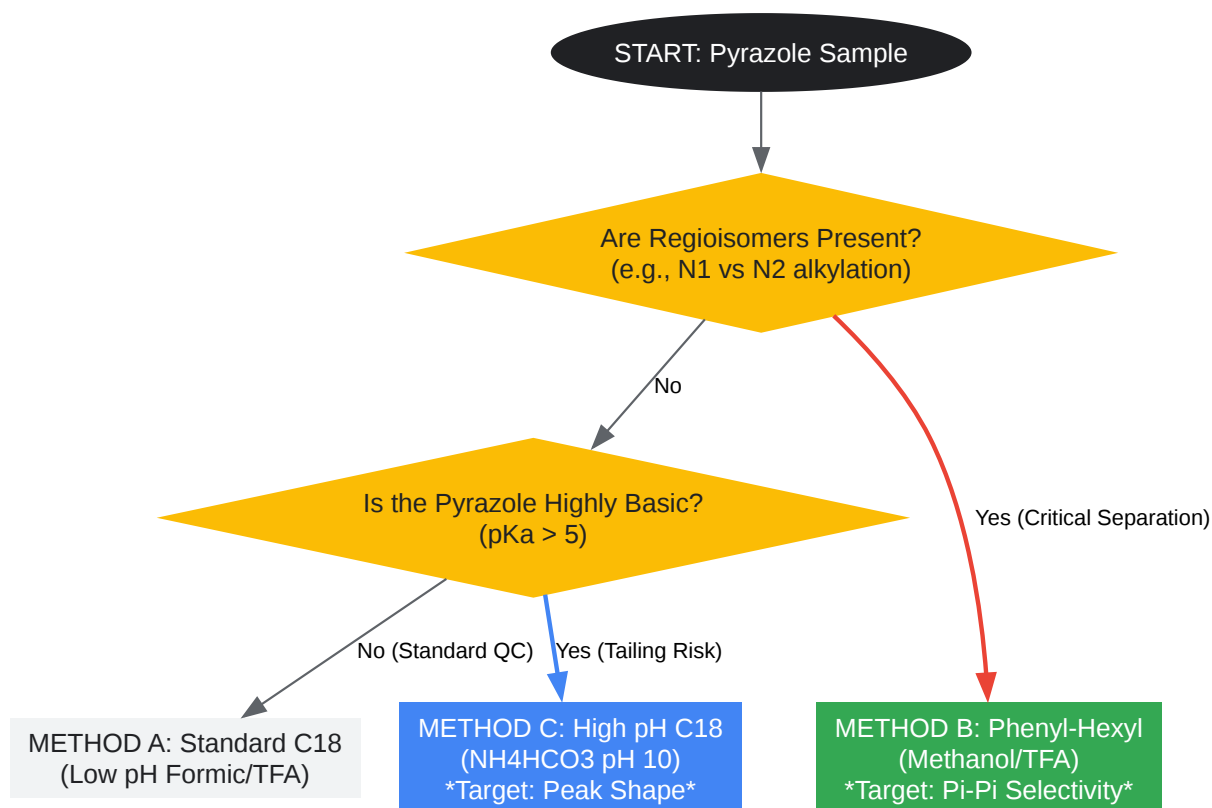 START: Pyrazole Sample
Are Regioisomers Present?
(e.g., N1 vs N2 alkylation)
No
Is the Pyrazole Highly Basic?
(pKa > 5)
Yes (Critical Separation)
No (Standard QC)
Yes (Tailing Risk)
METHOD A: Standard C18
(Low pH Formic/TFA)
METHOD C: High pH C18
(NH4HCO3 pH 10)
*Target: Peak Shape*
METHOD B: Phenyl-Hexyl
(Methanol/TFA)
*Target: Pi-Pi Selectivity*